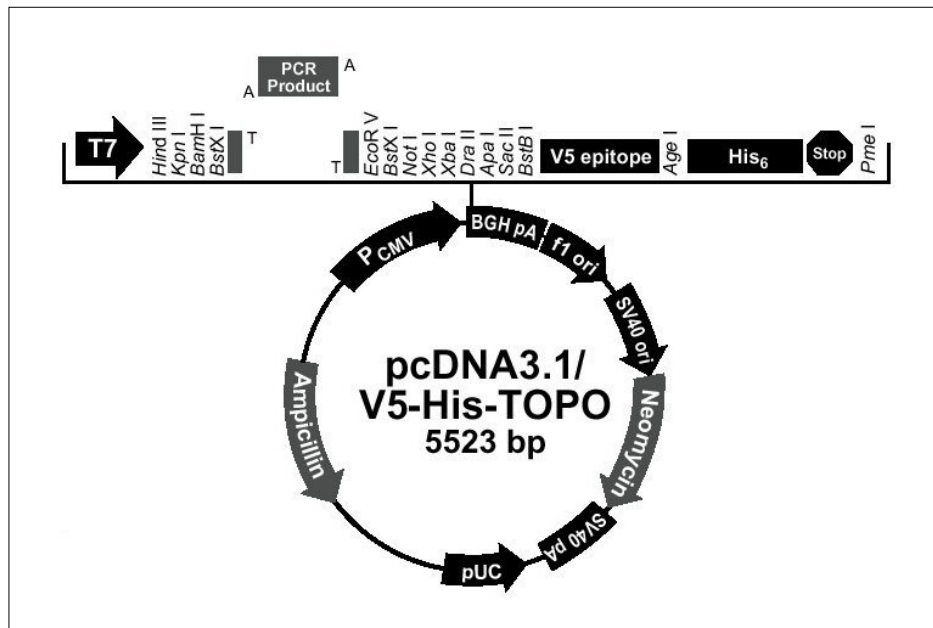 PCR
Product
A
A
T7
Hind III
Kpn I
BamH I
BstX I
T
T
EcoR V
BstX I
Not I
Xho I
Xba I
Dra II
Apa I
Sac II
BstB I
V5 epitope
Age I
His6
Stop
Pme I
PCMV
BGH pA
f1 ori
SV40 ori
Neomycin
SV40 pA
pUC
Ampicillin
pcDNA3.1/
V5-His-TOPO
5523 bp